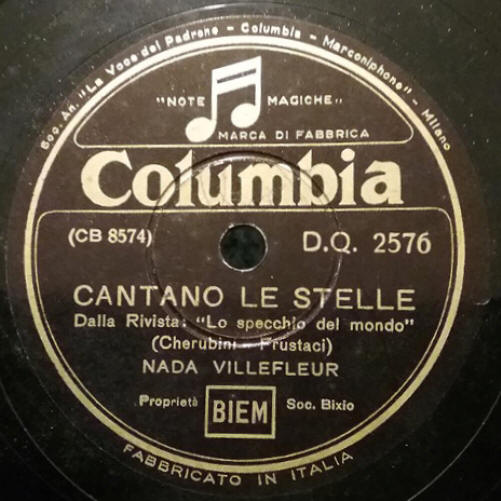 Soc. An. "La Voce del Padrone - Columbia - Marconiphone" - Milano
"NOTE MAGICHE"
MARCA DI FABBRICA
Columbia
(CB 8574) D.Q. 2576
CANTANO LE STELLE
Dalla Rivista: "Lo specchio del mondo"
(Cherubini - Frustaci)
NADA VILLEFLEUR
Proprietà BIEM Soc. Bixio
FABBRICATO IN ITALIA